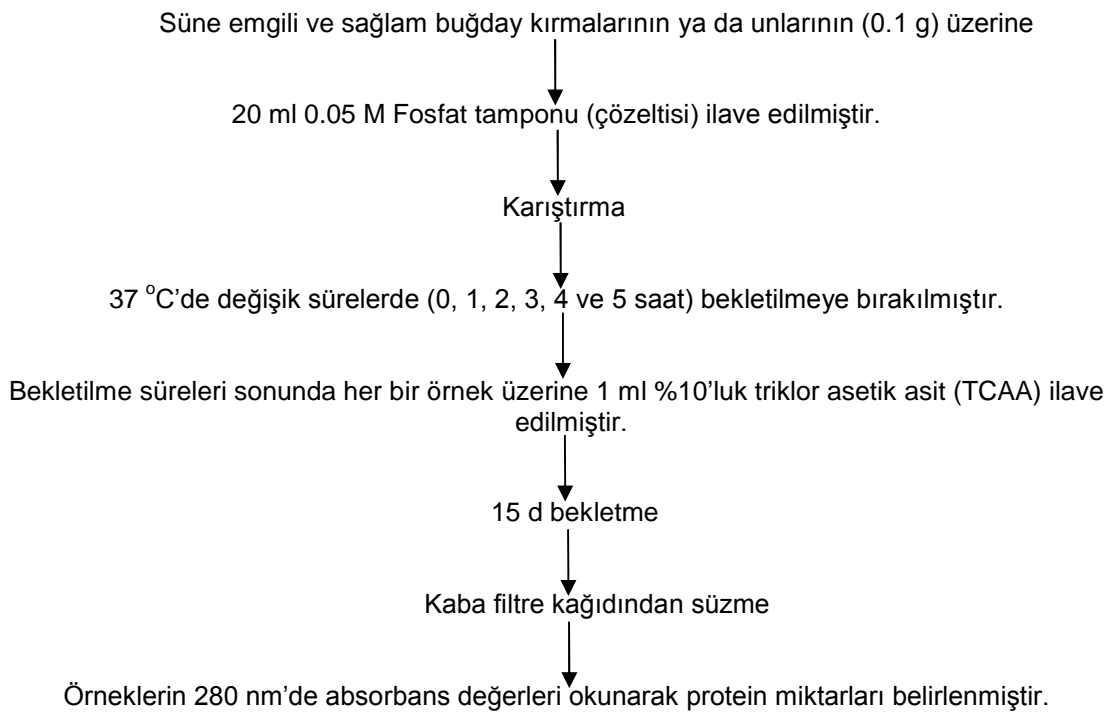 Süne emgili ve sağlam buğday kırmalarının ya da unlarının (0.1 g) üzerine
20 ml 0.05 M Fosfat tamponu (çözeltisi) ilave edilmiştir.
Karıştırma
37 °C’de değişik sürelerde (0, 1, 2, 3, 4 ve 5 saat) bekletilmeye bırakılmıştır.
Bekletilme süreleri sonunda her bir örnek üzerine 1 ml %10’luk triklor asetik asit (TCAA) ilave
edilmiştir.
15 d bekletme
Kaba filtre kağıdından süzme
Örneklerin 280 nm’de absorbans değerleri okunarak protein miktarları belirlenmiştir.